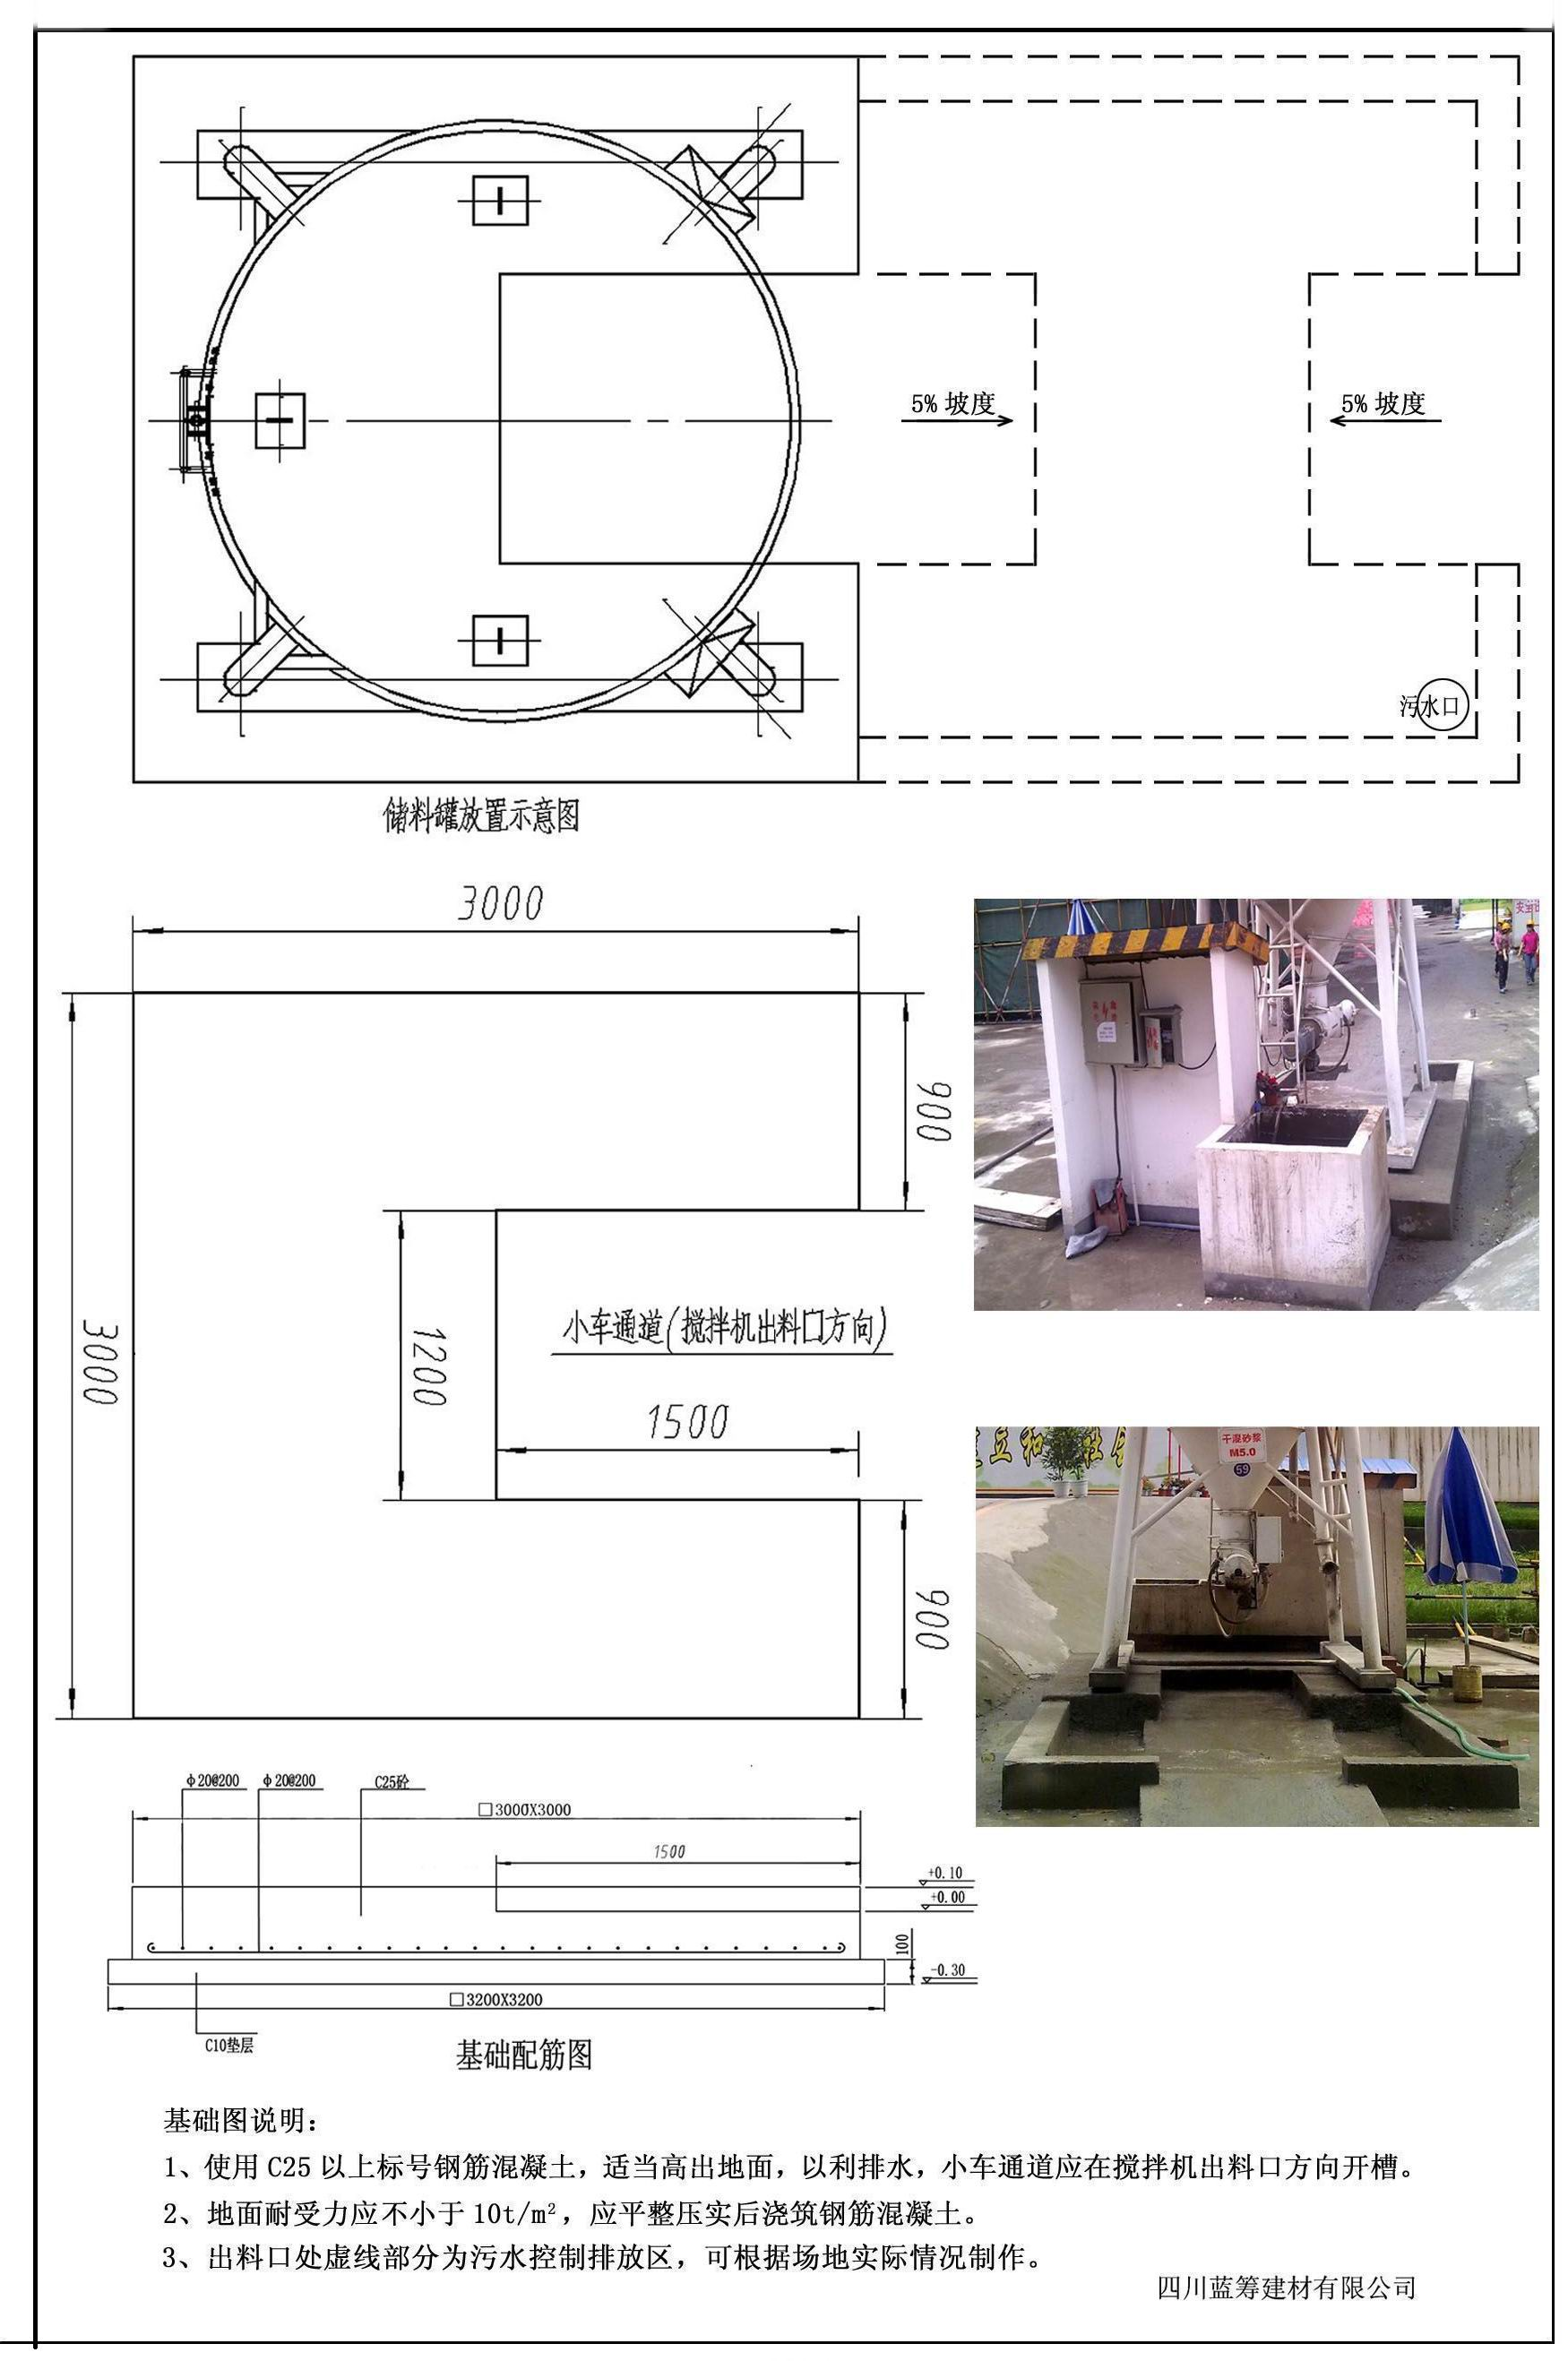 5% 坡度
5% 坡度
污水口
储料罐放置示意图
3000
900
3000
1200
小车通道(搅拌机出料口方向)
1500
900
干混砂浆
M5.0
59
立和
φ20@200
φ20@200
C25砼
□3000X3000
1500
+0.10
+0.00
100
-0.30
□3200X3200
C10垫层
基础配筋图
基础图说明：
1、使用 C25 以上标号钢筋混凝土，适当高出地面，以利排水，小车通道应在搅拌机出料口方向开槽。
2、地面耐受力应不小于 10t/m²，应平整压实后浇筑钢筋混凝土。
3、出料口处虚线部分为污水控制排放区，可根据场地实际情况制作。
四川蓝筹建材有限公司